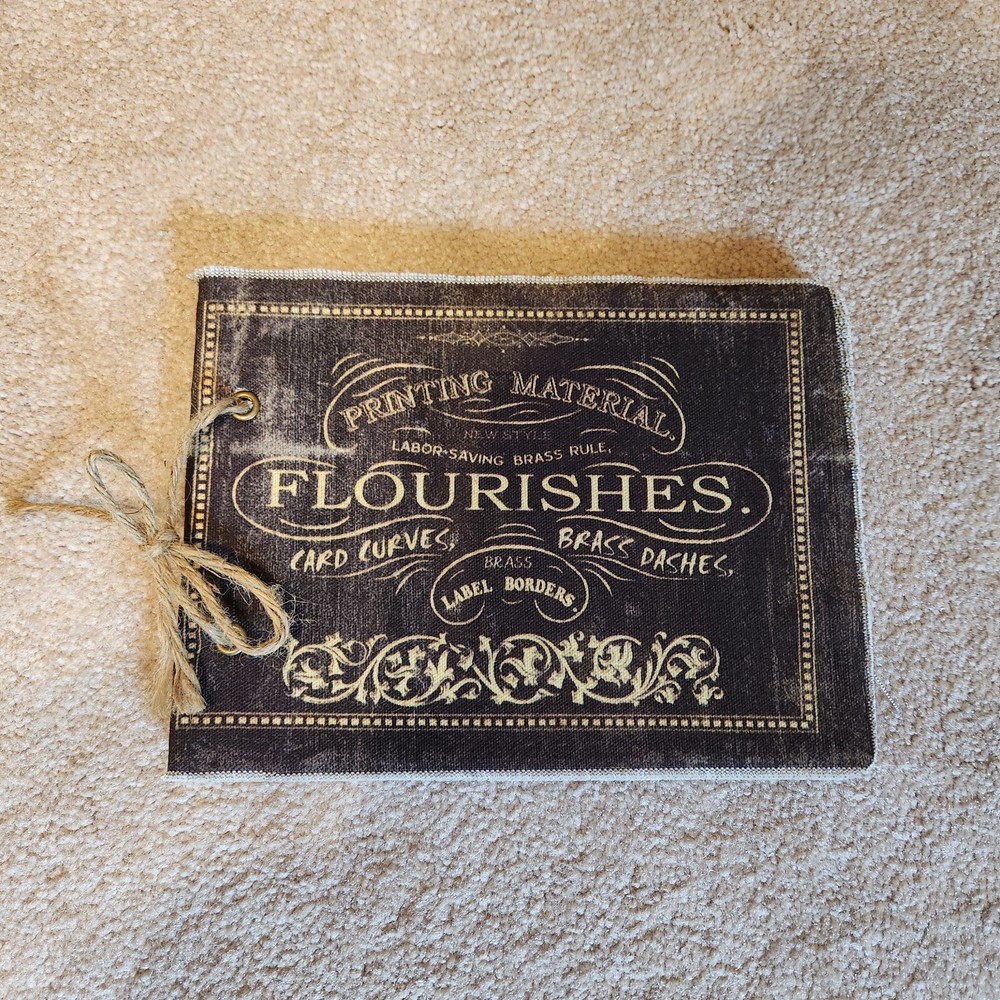 PRINTING MATERIAL.
NEW STYLE
LABOR-SAVING BRASS RULE,
FLOURISHES.
CARD CURVES, BRASS DASHES,
BRASS
LABEL BORDERS.